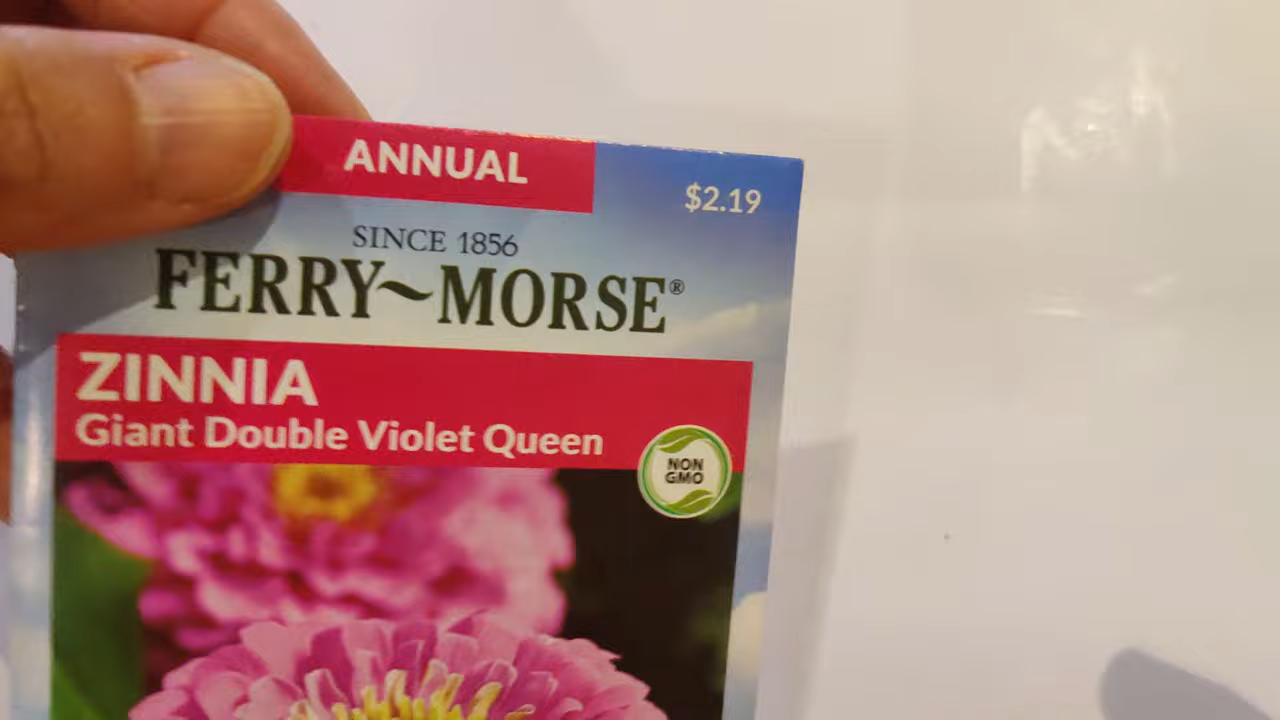 ANNUAL
$2.19
SINCE 1856
FERRY~MORSE®
ZINNIA
Giant Double Violet Queen
NON
GMO